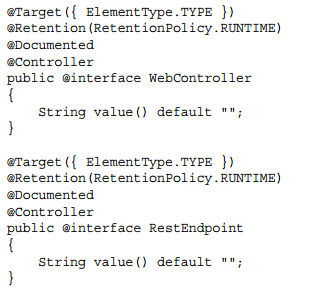 @Target({ ElementType.TYPE })
@Retention(RetentionPolicy.RUNTIME)
@Documented
@Controller
public @interface WebController
{
    String value() default "";
}
@Target({ ElementType.TYPE })
@Retention(RetentionPolicy.RUNTIME)
@Documented
@Controller
public @interface RestEndpoint
{
    String value() default "";
}